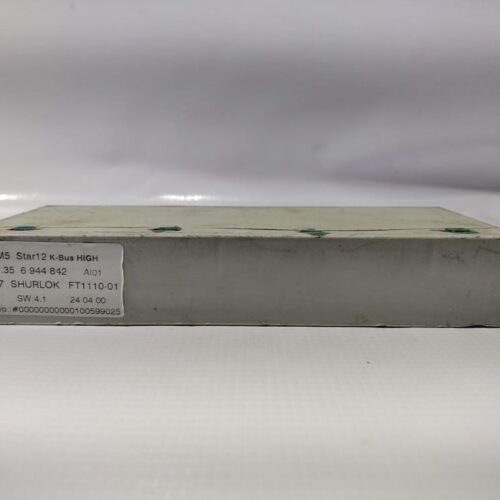 M5 Star12 K-Bus HIGH
.35 6 944 842 AI01
7 SHURLOK FT1110-01
SW 4.1 24 04 00
o..#00000000000100599025